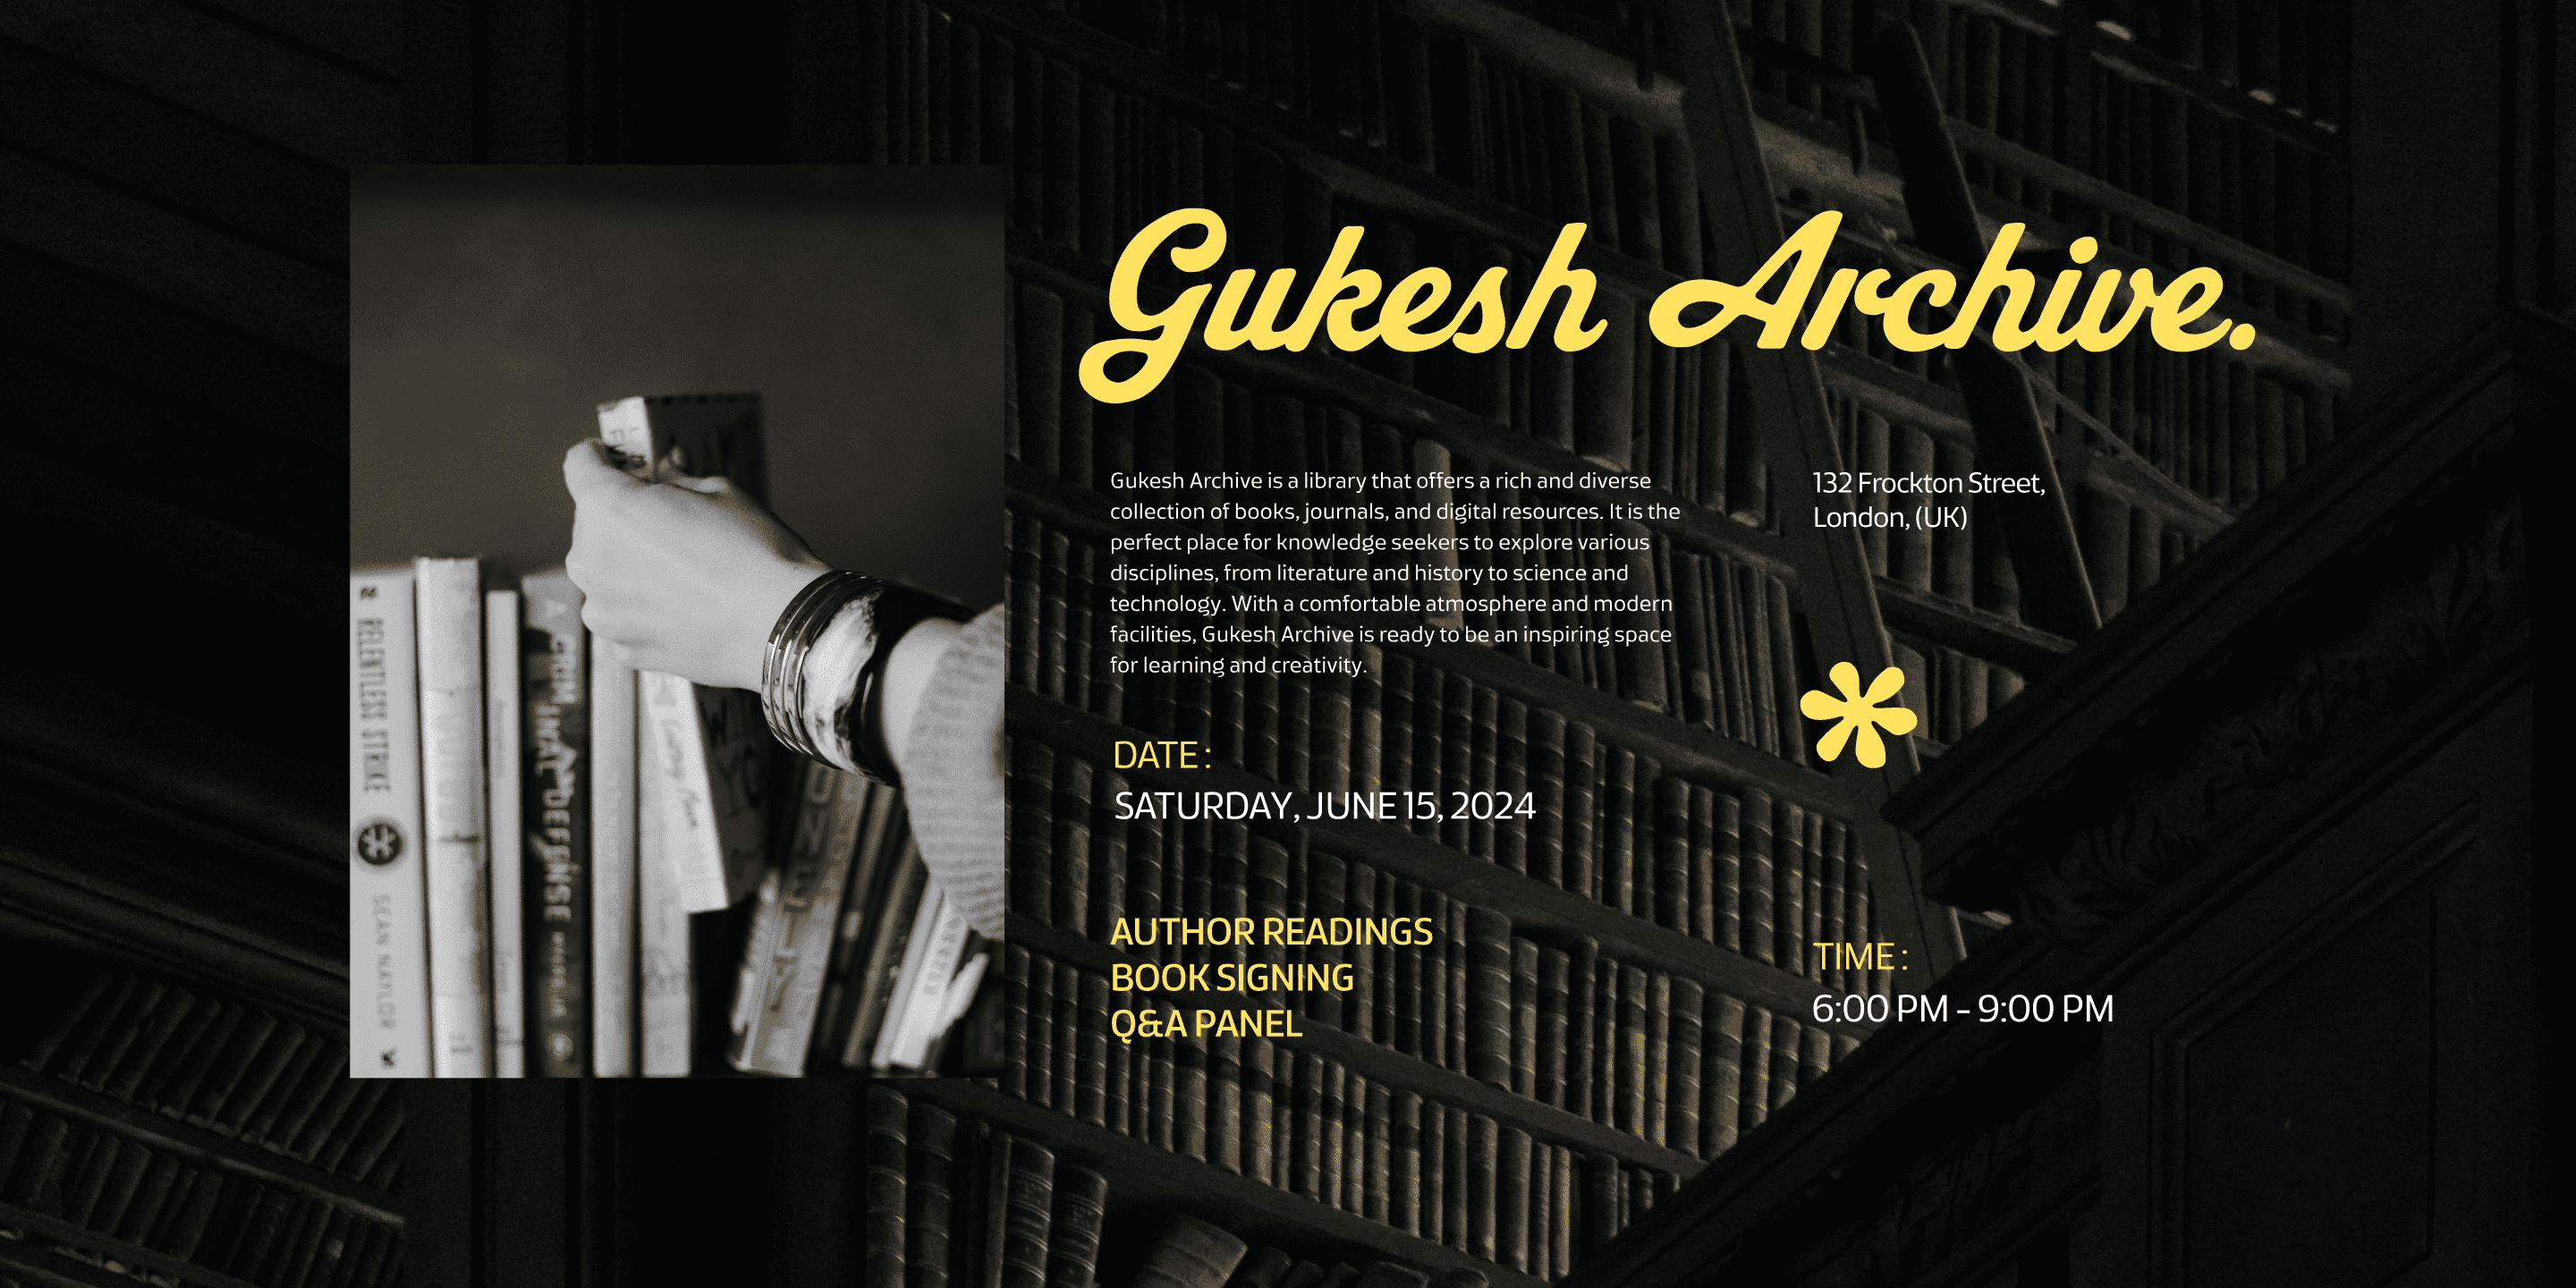 Gukesh Archive.
Gukesh Archive is a library that offers a rich and diverse
collection of books, journals, and digital resources. It is the
perfect place for knowledge seekers to explore various
disciplines, from literature and history to science and
technology. With a comfortable atmosphere and modern
facilities, Gukesh Archive is ready to be an inspiring space
for learning and creativity.
132 Frockton Street,
London, (UK)
DATE :
SATURDAY, JUNE 15, 2024
AUTHOR READINGS
BOOK SIGNING
Q&A PANEL
TIME :
6:00 PM - 9:00 PM
RELENTLESS STRIKE
SEAN NAYLOR
DEFENSE